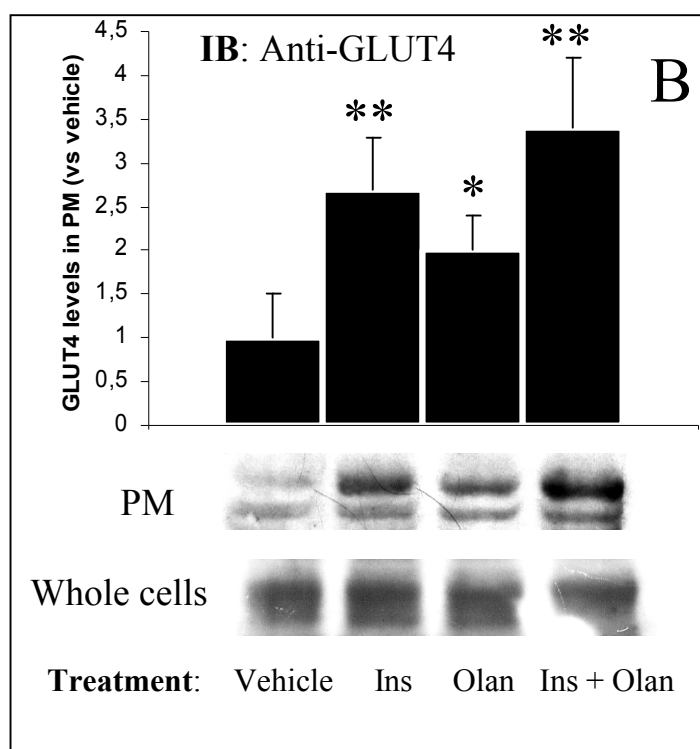 IB: Anti-GLUT4
B
GLUT4 levels in PM (vs vehicle)
4,5
4
3,5
3
2,5
2
1,5
1
0,5
0
**
*
**
PM
Whole cells
Treatment: Vehicle Ins Olan Ins + Olan